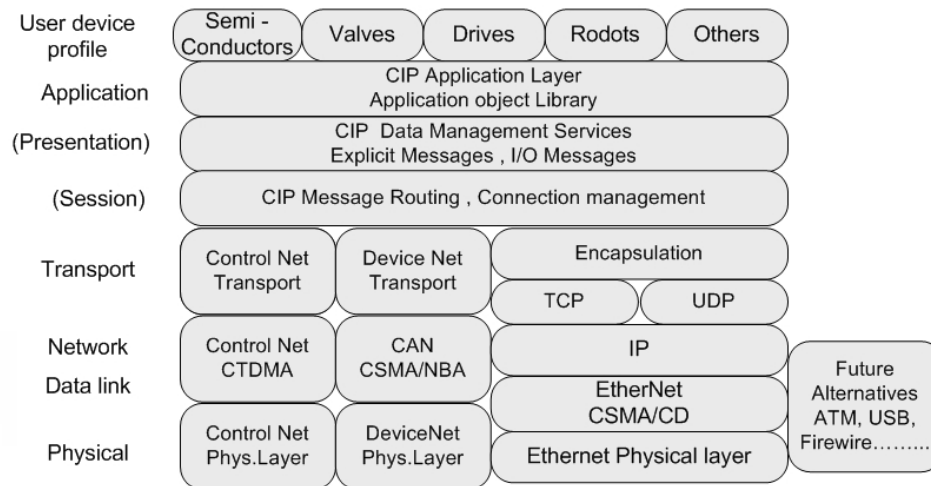 User device
profile
Semi -
Conductors
Valves
Drives
Rodots
Others
Application
CIP Application Layer
Application object Library
(Presentation)
CIP Data Management Services
Explicit Messages , I/O Messages
(Session)
CIP Message Routing , Connection management
Transport
Control Net
Transport
Device Net
Transport
Encapsulation
TCP
UDP
Network
Data link
Control Net
CTDMA
CAN
CSMA/NBA
IP
EtherNet
CSMA/CD
Future
Alternatives
ATM, USB,
Firewire……...
Physical
Control Net
Phys.Layer
DeviceNet
Phys.Layer
Ethernet Physical layer